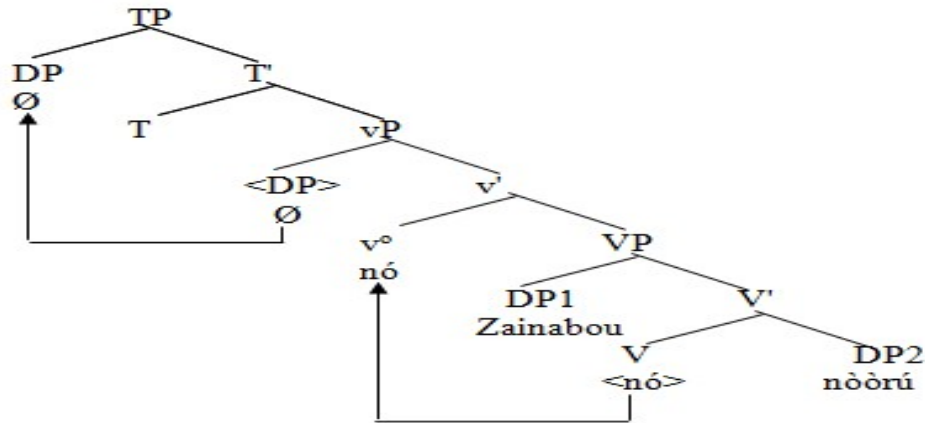 TP
DP T'
Ø
T vP
<DP> v'
Ø
v° VP
nó
DP1 V'
Zainabou
V DP2
<nó> nòòrú